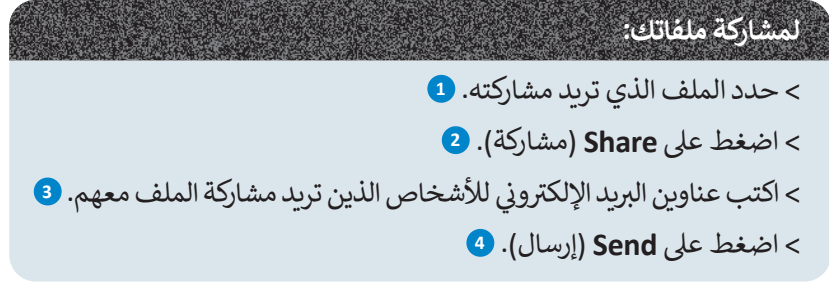 لمشاركة ملفاتك:
> حدد الملف الذي تريد مشاركته. 1
> اضغط على Share (مشاركة). 2
> اكتب عناوين البريد الإلكتروني للأشخاص الذين تريد مشاركة الملف معهم. 3
> اضغط على Send (إرسال). 4